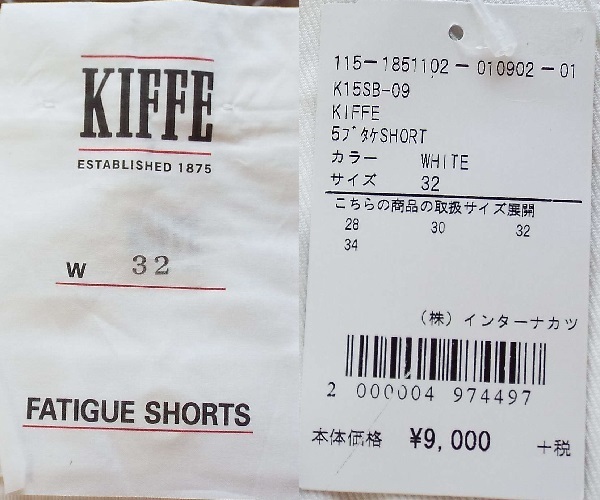 KIFFE
ESTABLISHED 1875
W 32
FATIGUE SHORTS
115-1851102-010902-01
K15SB-09
KIFFE
5ブタケSHORT
カラー WHITE
サイズ 32
こちらの商品の取扱サイズ展開
28 30 32
34
(株)インターナカツ
2 000004 974497
本体価格 ¥9,000 +税